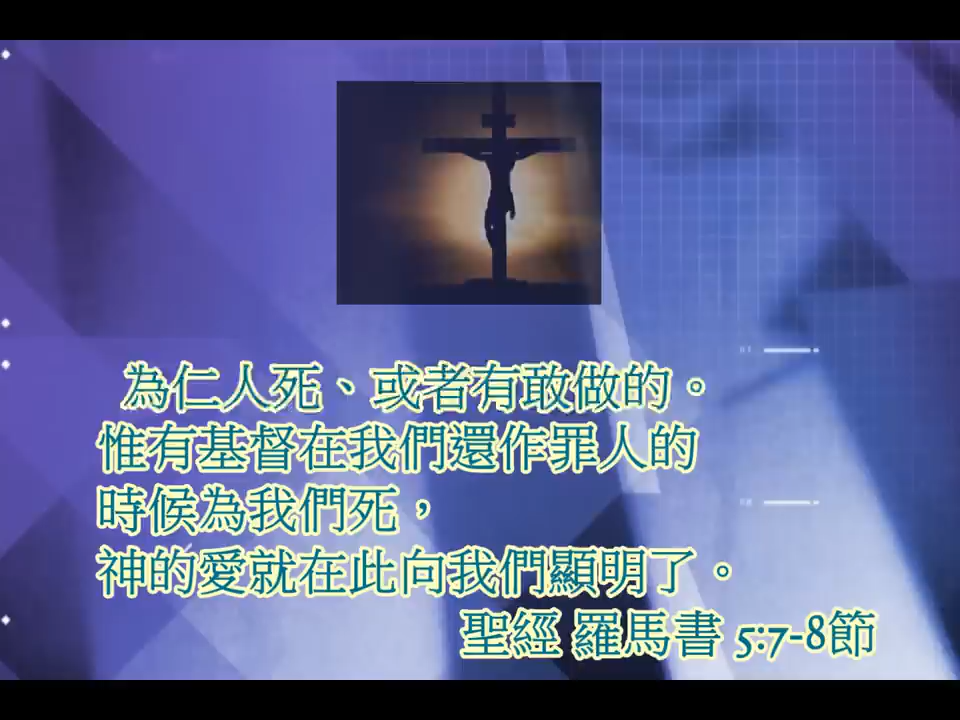 為仁人死、或者有敢做的。
惟有基督在我們還作罪人的
時候為我們死，
神的愛就在此向我們顯明了。
聖經 羅馬書 5:7-8節